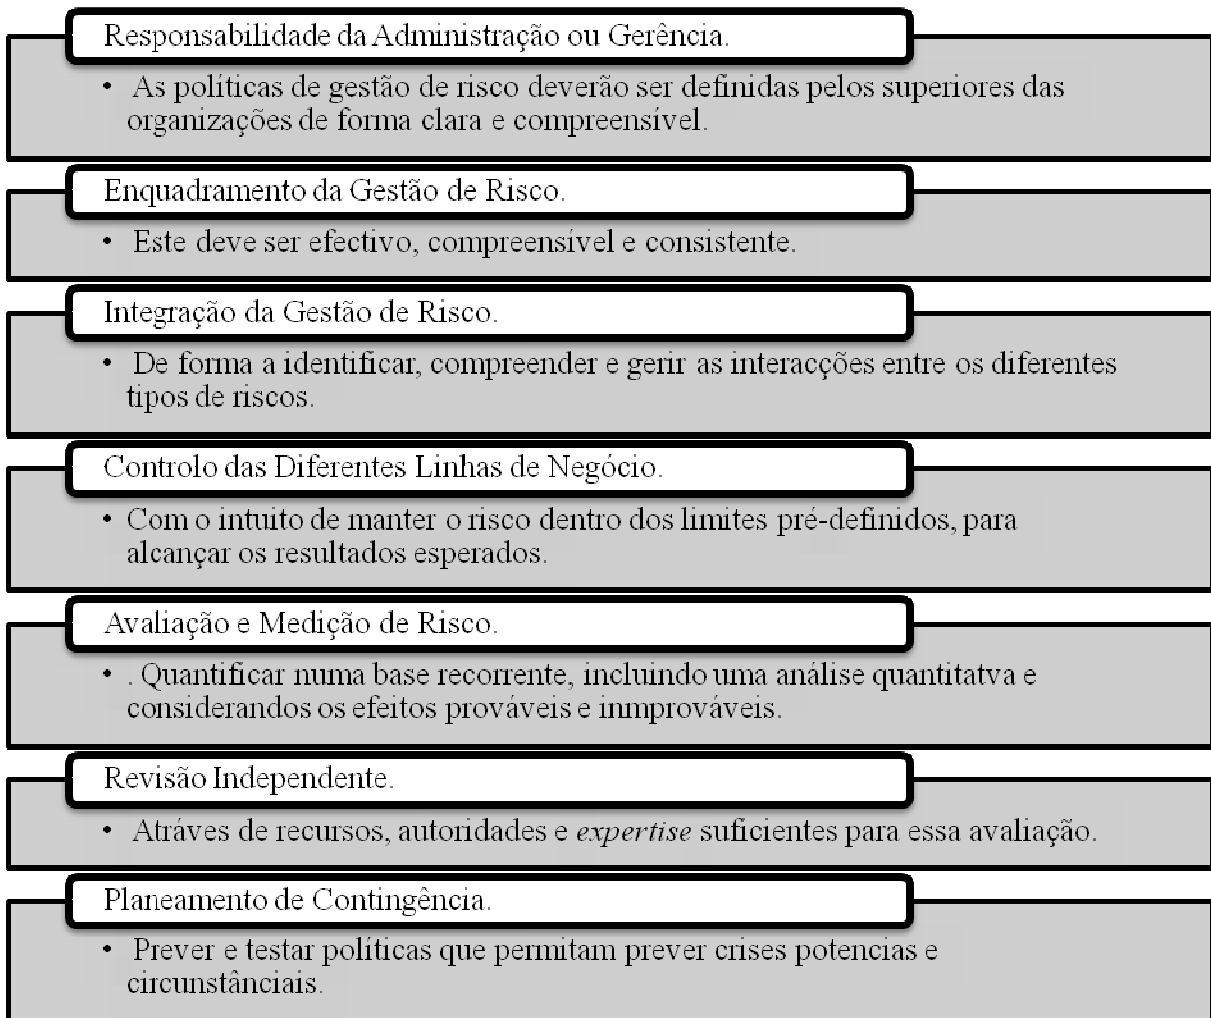 Responsabilidade da Administração ou Gerência.
• As políticas de gestão de risco deverão ser definidas pelos superiores das
organizações de forma clara e compreensível.
Enquadramento da Gestão de Risco.
• Este deve ser efectivo, compreensível e consistente.
Integração da Gestão de Risco.
• De forma a identificar, compreender e gerir as interacções entre os diferentes
tipos de riscos.
Controlo das Diferentes Linhas de Negócio.
• Com o intuito de manter o risco dentro dos limites pré-definidos, para
alcançar os resultados esperados.
Avaliação e Medição de Risco.
• . Quantificar numa base recorrente, incluindo uma análise quantitatva e
considerandos os efeitos prováveis e inmprováveis.
Revisão Independente.
• Atráves de recursos, autoridades e expertise suficientes para essa avaliação.
Planeamento de Contingência.
• Prever e testar políticas que permitam prever crises potencias e
circunstânciais.